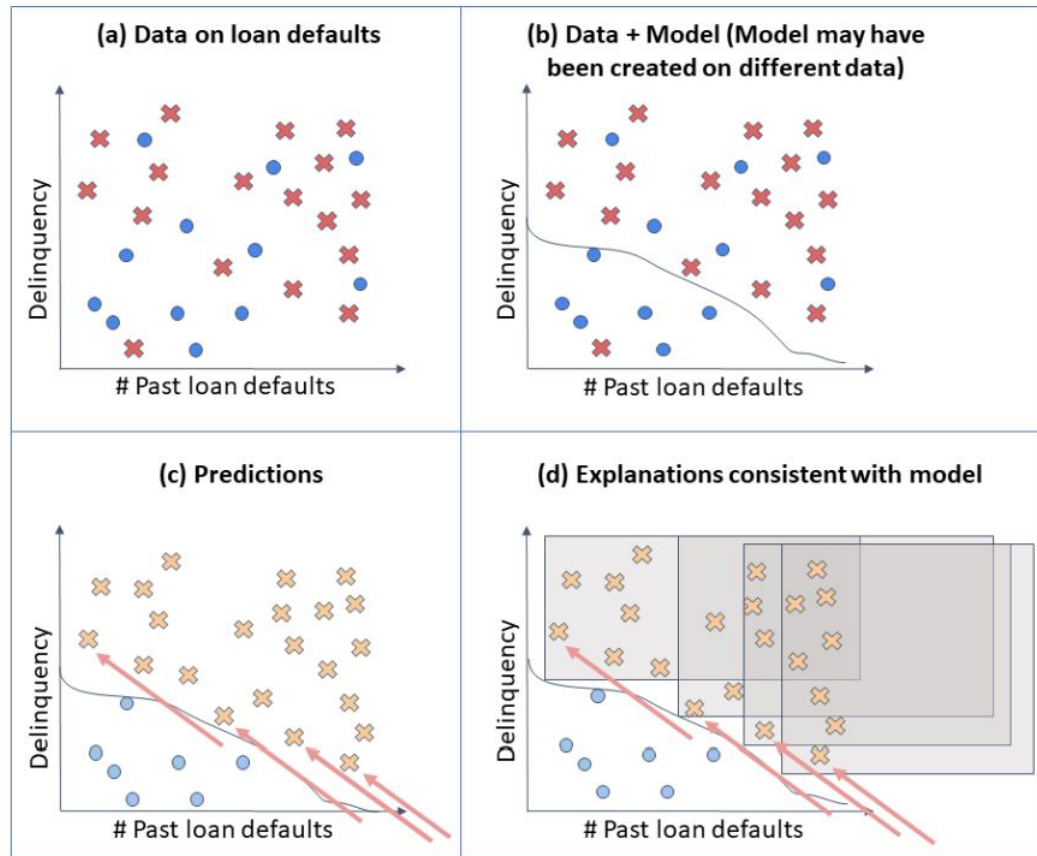 (a) Data on loan defaults
Delinquency
# Past loan defaults
(b) Data + Model (Model may have
been created on different data)
Delinquency
# Past loan defaults
(c) Predictions
Delinquency
# Past loan defaults
(d) Explanations consistent with model
Delinquency
# Past loan defaults